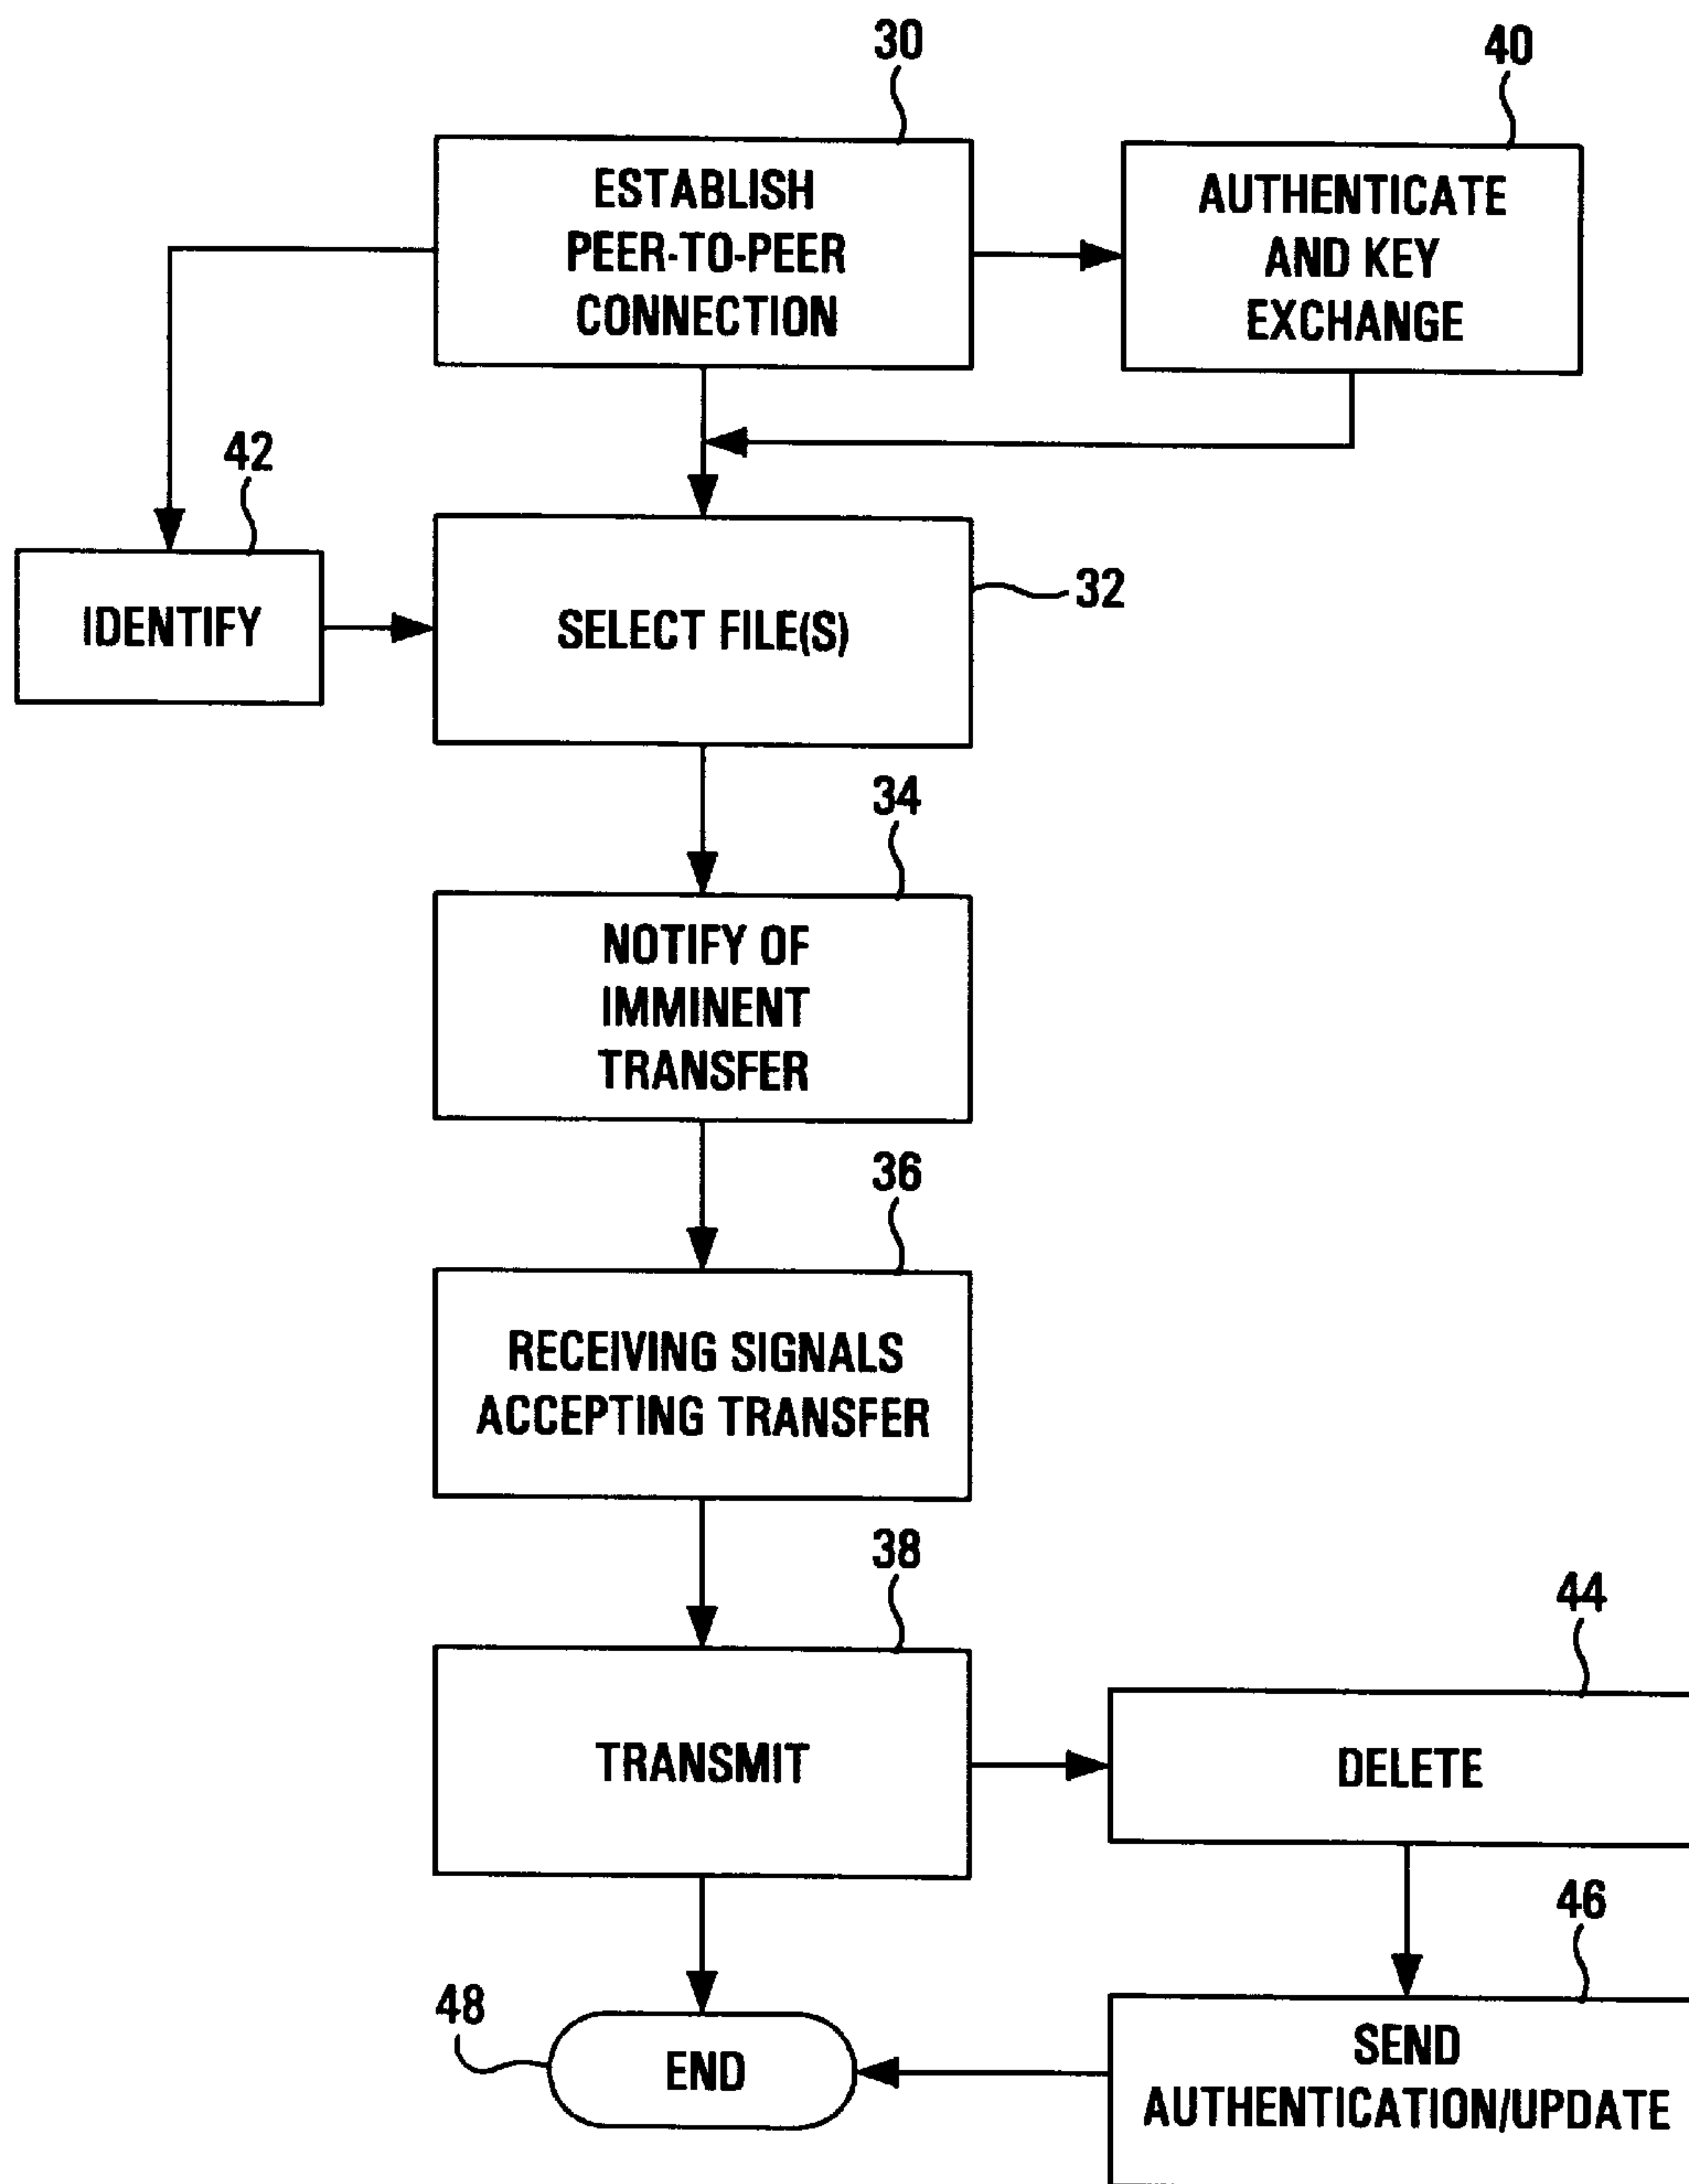 30
40
ESTABLISH
PEER-TO-PEER
CONNECTION
AUTHENTICATE
AND KEY
EXCHANGE
42
IDENTIFY
SELECT FILE(S)
32
34
NOTIFY OF
IMMINENT
TRANSFER
36
RECEIVING SIGNALS
ACCEPTING TRANSFER
38
TRANSMIT
44
DELETE
46
SEND
AUTHENTICATION/UPDATE
48
END